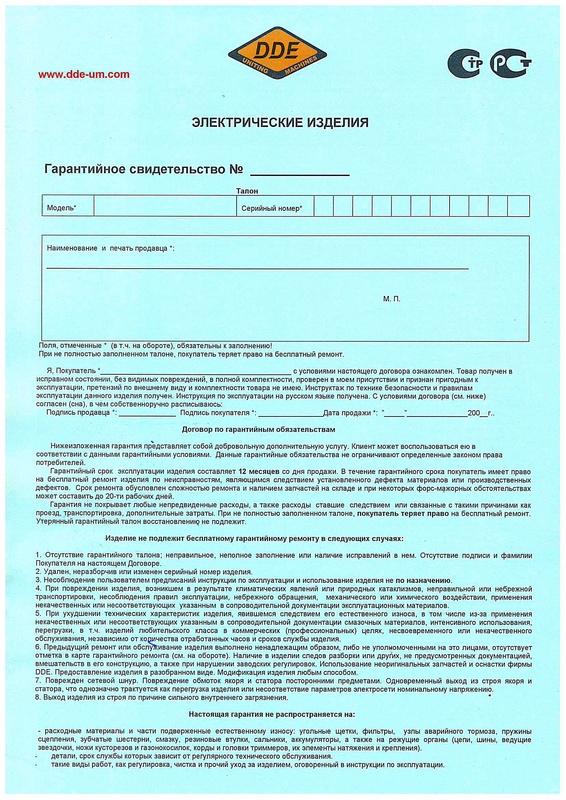 DDE
UNITING MACHINES
www.dde-um.com
ЭЛЕКТРИЧЕСКИЕ ИЗДЕЛИЯ
Гарантийное свидетельство № ______________
Талон
Модель* Серийный номер*
Наименование и печать продавца *:
М. П.
Поля, отмеченные * (в т.ч. на обороте), обязательны к заполнению!
При не полностью заполненном талоне, покупатель теряет право на бесплатный ремонт.
Я, Покупатель *______________ с условиями настоящего договора ознакомлен. Товар получен в
исправном состоянии, без видимых повреждений, в полной комплектности, проверен в моем присутствии и признан пригодным к
эксплуатации, претензий по внешнему виду и комплектности товара не имею. Инструктаж по технике безопасности и правилам
эксплуатации данного изделия получен. Инструкция по эксплуатации на русском языке получена. С условиями договора (см. ниже)
согласен (сна), в чем собственноручно расписываюсь:
Подпись продавца *: ______________ Подпись покупателя *: ______________ Дата продажи *: "_____"______________200__г..
Договор по гарантийным обязательствам
Нижеизложенная гарантия представляет собой добровольную дополнительную услугу. Клиент может воспользоваться ею в
соответствии с данными гарантийными условиями. Данные гарантийные обязательства не ограничивают определенные законом права
потребителей.
Гарантийный срок эксплуатации изделия составляет 12 месяцев со дня продажи. В течение гарантийного срока покупатель имеет право
на бесплатный ремонт изделия по неисправностям, являющимся следствием установленного дефекта материалов или производственных
дефектов. Срок ремонта обусловлен сложностью ремонта и наличием запчастей на складе и при некоторых форс-мажорных обстоятельствах
может составить до 20-ти рабочих дней.
Гарантия не покрывает любые непредвиденные расходы, а также расходы ставшие следствием или связанные с такими причинами как
проезд, транспортировка, дополнительные затраты. При не полностью заполненном талоне, покупатель теряет право на бесплатный ремонт.
Утерянный гарантийный талон восстановлению не подлежит.
Изделие не подлежит бесплатному гарантийному ремонту в следующих случаях:
1. Отсутствие гарантийного талона; неправильное, неполное заполнение или наличие исправлений в нем. Отсутствие подписи и фамилии
Покупателя на настоящем Договоре.
2. Удален, неразборчив или изменен серийный номер изделия.
3. Несоблюдение пользователем предписаний инструкции по эксплуатации и использование изделия не по назначению.
4. При повреждении изделия, возникшем в результате климатических явлений или природных катаклизмов, неправильной или небрежной
транспортировки, несоблюдения правил эксплуатации, небрежного обращения, механического или химического воздействия, применения
некачественных или несоответствующих указанным в сопроводительной документации эксплуатационных материалов.
5. При ухудшении технических характеристик изделия, явившемся следствием его естественного износа, в том числе из-за применения
некачественных или несоответствующих указанным в сопроводительной документации смазочных материалов, интенсивного использования,
перегрузки, в т.ч. изделий любительского класса в коммерческих (профессиональных) целях, несвоевременного или некачественного
обслуживания, независимо от количества отработанных часов и сроков службы изделия.
6. Предыдущий ремонт или обслуживание изделия выполнено ненадлежащим образом, либо не уполномоченными на это лицами, отсутствует
отметка в карте гарантийного ремонта (см. на обороте). Наличие в изделии следов разборки или других, не предусмотренных документацией,
вмешательств в его конструкцию, а также при нарушении заводских регулировок. Использование неоригинальных запчастей и оснастки фирмы
DDE. Предоставление изделия в разобранном виде. Модификация изделия любым способом.
7. Поврежден сетевой шнур. Повреждение обмоток якоря и статора посторонними предметами. Одновременный выход из строя якоря и
статора, что однозначно трактуется как перегрузка изделия или несоответствие параметров электросети номинальному напряжению.
8. Выход изделия из строя по причине сильного внутреннего загрязнения.
Настоящая гарантия не распространяется на:
- расходные материалы и части подверженные естественному износу: угольные щетки, фильтры, узлы аварийного тормоза, пружины
сцепления, зубчатые шестерни, смазку, резиновые втулки, сальники, аккумуляторы, а также на режущие органы (цепи, шины, ведущие
звездочки, ножи кусторезов и газонокосилок, корды и головки триммеров, их элементы натяжения и крепления).
- детали, срок службы которых зависит от регулярного технического обслуживания.
- такие виды работ, как регулировка, чистка и прочий уход за изделием, оговоренный в инструкции по эксплуатации.